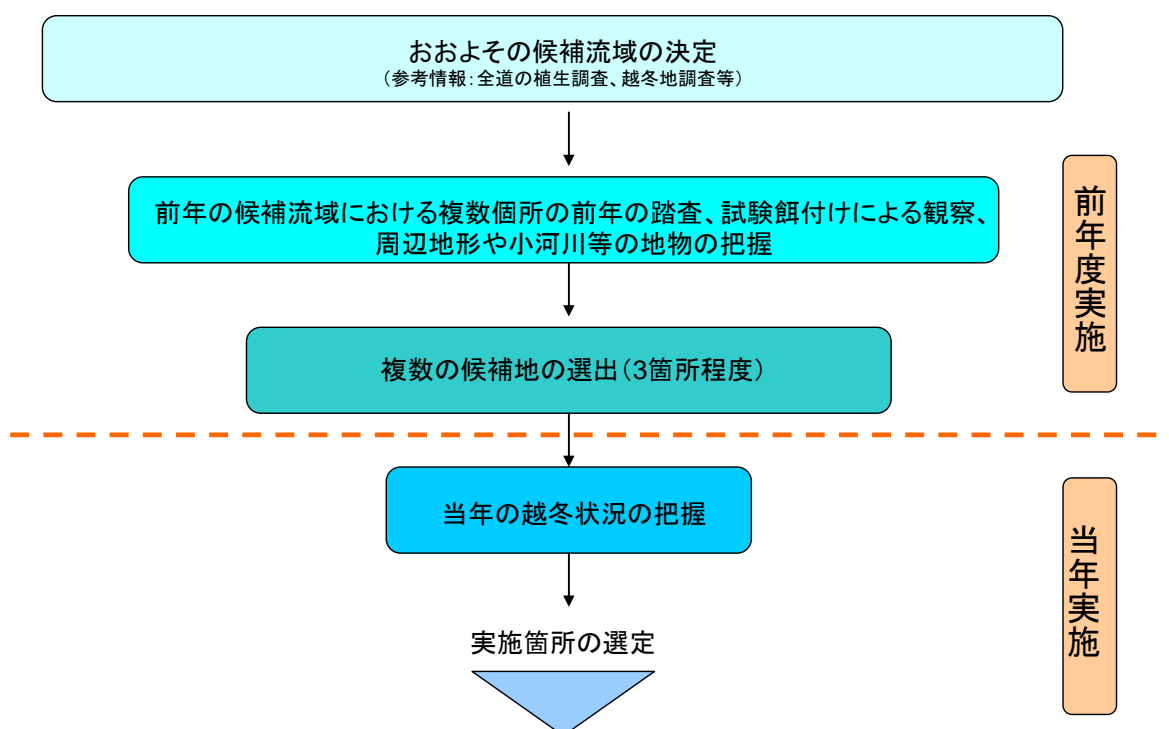 おおよその候補流域の決定
(参考情報:全道の植生調査、越冬地調査等)
前年の候補流域における複数個所の前年の踏査、試験餌付けによる観察、
周辺地形や小河川等の地物の把握
複数の候補地の選出(3箇所程度)
前年度実施
当年の越冬状況の把握
実施箇所の選定
当年実施